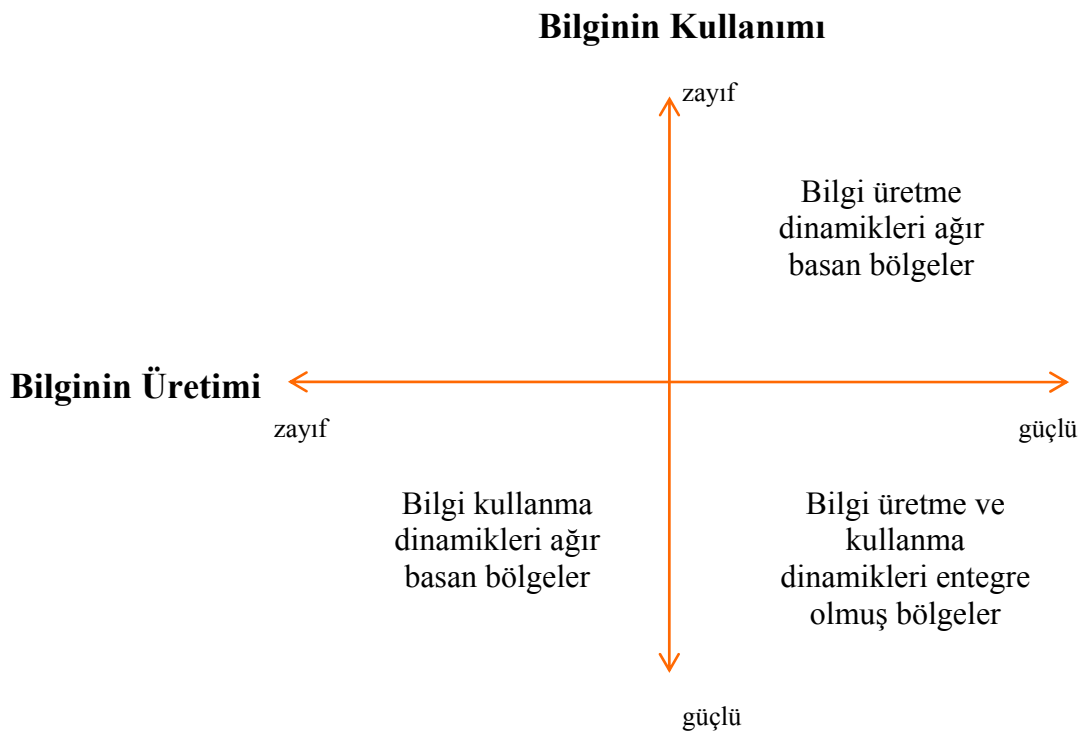 Bilginin Kullanımı
zayıf
Bilgi üretme
dinamikleri ağır
basan bölgeler
Bilginin Üretimi
zayıf
güçlü
Bilgi kullanma
dinamikleri ağır
basan bölgeler
Bilgi üretme ve
kullanma
dinamikleri entegre
olmuş bölgeler
güçlü